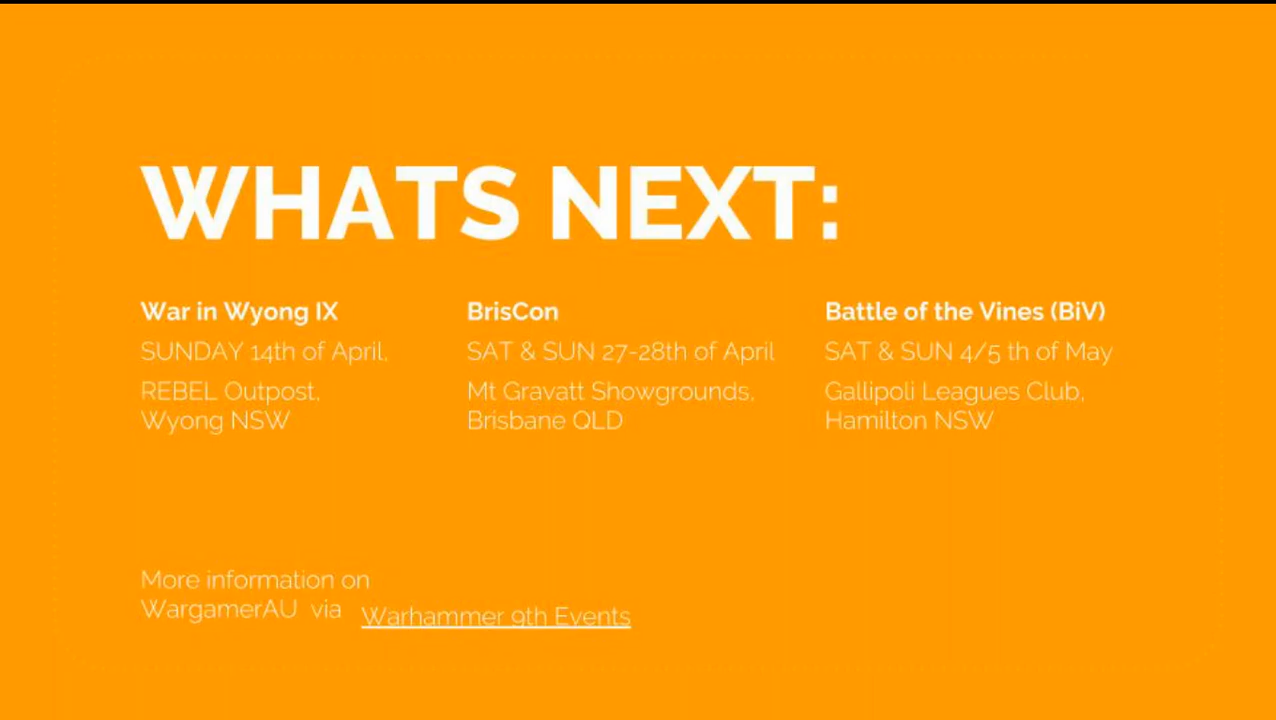 WHATS NEXT:
War in Wyong IX
SUNDAY 14th of April,
REBEL Outpost,
Wyong NSW
BrisCon
SAT & SUN 27-28th of April
Mt Gravatt Showgrounds,
Brisbane QLD
Battle of the Vines (BiV)
SAT & SUN 4/5 th of May
Gallipoli Leagues Club,
Hamilton NSW
More information on
WargamerAU via Warhammer 9th Events